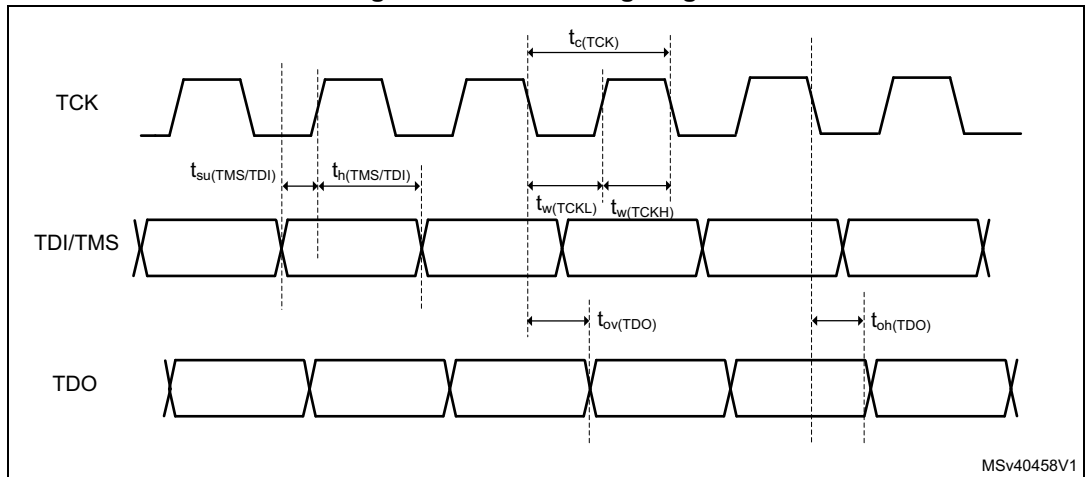 t_c(TCK)
TCK
t_su(TMS/TDI) t_h(TMS/TDI)
t_w(TCKL) t_w(TCKH)
TDI/TMS
t_ov(TDO) t_oh(TDO)
TDO
MSv40458V1